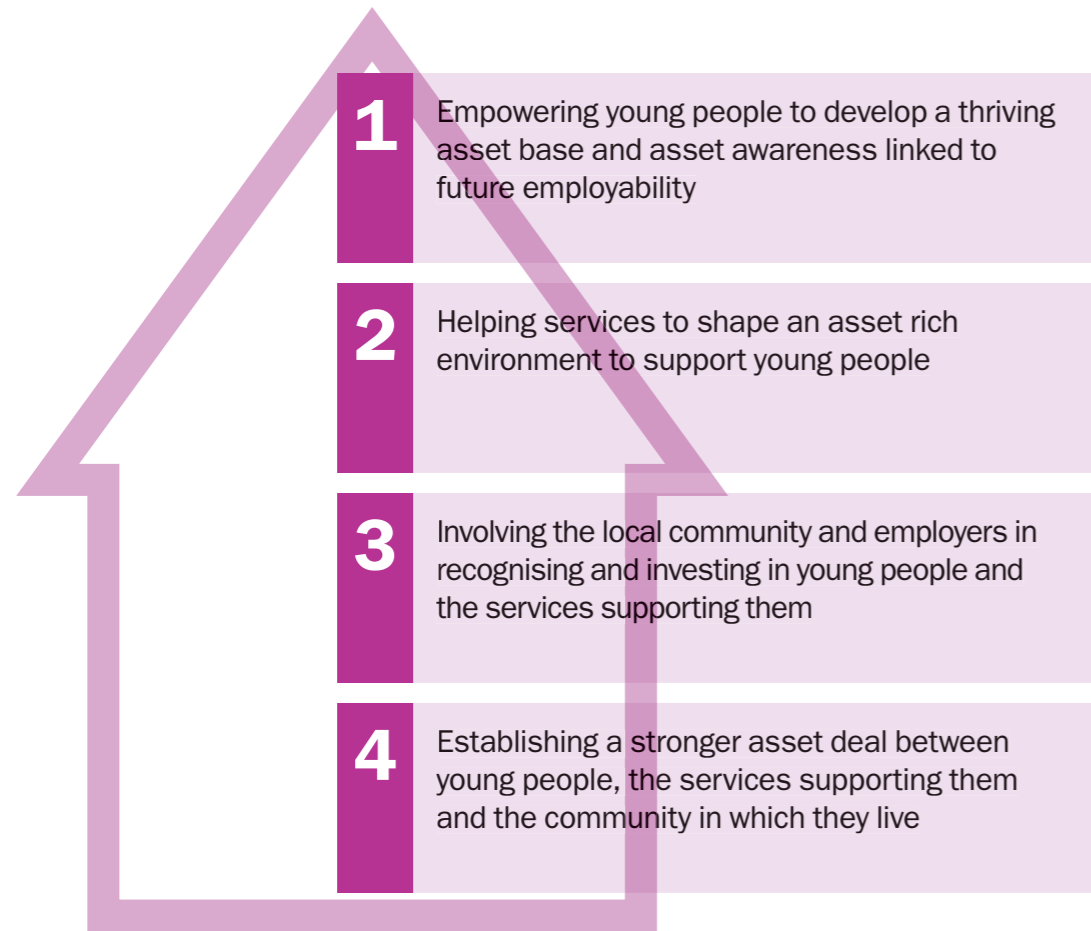 1
Empowering young people to develop a thriving
asset base and asset awareness linked to
future employability
2
Helping services to shape an asset rich
environment to support young people
3
Involving the local community and employers in
recognising and investing in young people and
the services supporting them
4
Establishing a stronger asset deal between
young people, the services supporting them
and the community in which they live